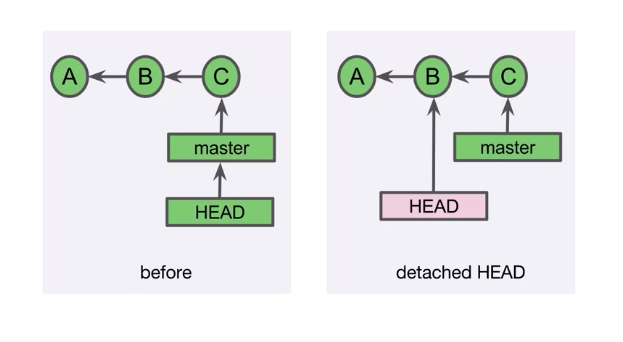 A B C
master
HEAD
before
A B C
master
HEAD
detached HEAD